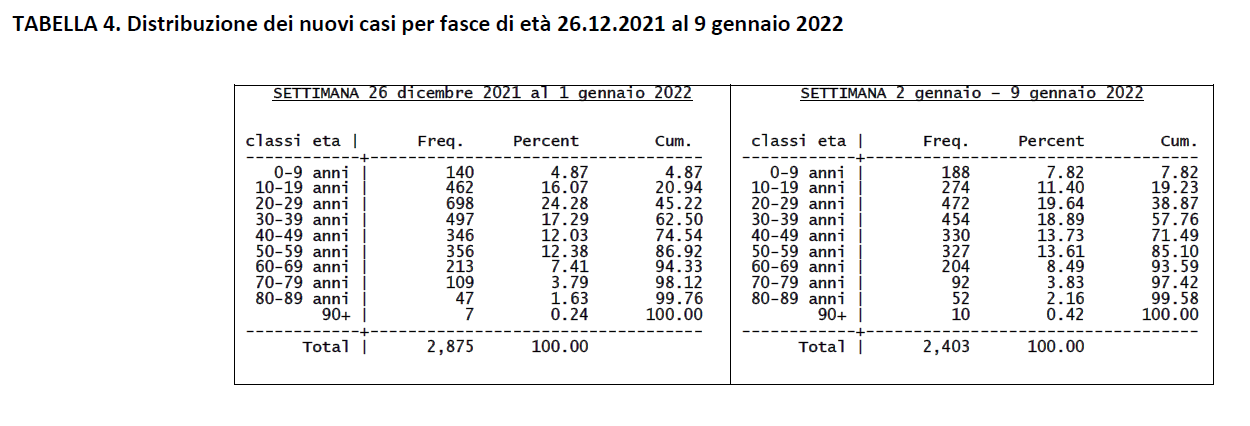 TABELLA 4. Distribuzione dei nuovi casi per fasce di età 26.12.2021 al 9 gennaio 2022
SETTIMANA 26 dicembre 2021 al 1 gennaio 2022
classi eta | Freq. Percent Cum.
------------+-----------------------------------
0-9 anni | 140 4.87 4.87
10-19 anni | 462 16.07 20.94
20-29 anni | 698 24.28 45.22
30-39 anni | 497 17.29 62.50
40-49 anni | 346 12.03 74.54
50-59 anni | 356 12.38 86.92
60-69 anni | 213 7.41 94.33
70-79 anni | 109 3.79 98.12
80-89 anni | 47 1.63 99.76
90+ | 7 0.24 100.00
------------+-----------------------------------
Total | 2,875 100.00
SETTIMANA 2 gennaio – 9 gennaio 2022
classi eta | Freq. Percent Cum.
------------+-----------------------------------
0-9 anni | 188 7.82 7.82
10-19 anni | 274 11.40 19.23
20-29 anni | 472 19.64 38.87
30-39 anni | 454 18.89 57.76
40-49 anni | 330 13.73 71.49
50-59 anni | 327 13.61 85.10
60-69 anni | 204 8.49 93.59
70-79 anni | 92 3.83 97.42
80-89 anni | 52 2.16 99.58
90+ | 10 0.42 100.00
------------+-----------------------------------
Total | 2,403 100.00